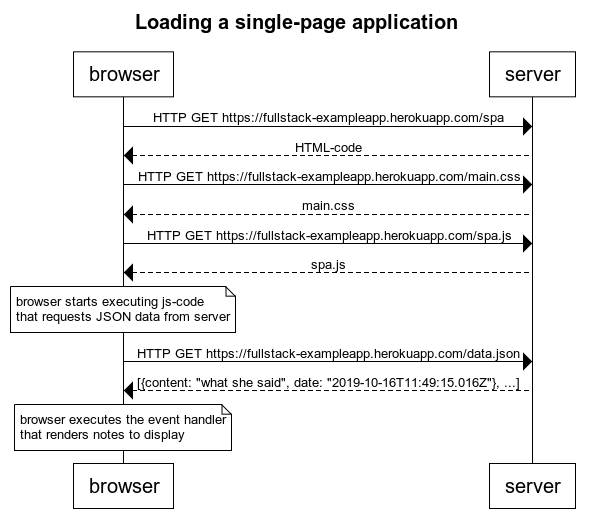 Loading a single-page application
browser
server
HTTP GET https://fullstack-exampleapp.herokuapp.com/spa
HTML-code
HTTP GET https://fullstack-exampleapp.herokuapp.com/main.css
main.css
HTTP GET https://fullstack-exampleapp.herokuapp.com/spa.js
spa.js
browser starts executing js-code
that requests JSON data from server
HTTP GET https://fullstack-exampleapp.herokuapp.com/data.json
[{content: "what she said", date: "2019-10-16T11:49:15.016Z"}, ...]
browser executes the event handler
that renders notes to display
browser
server